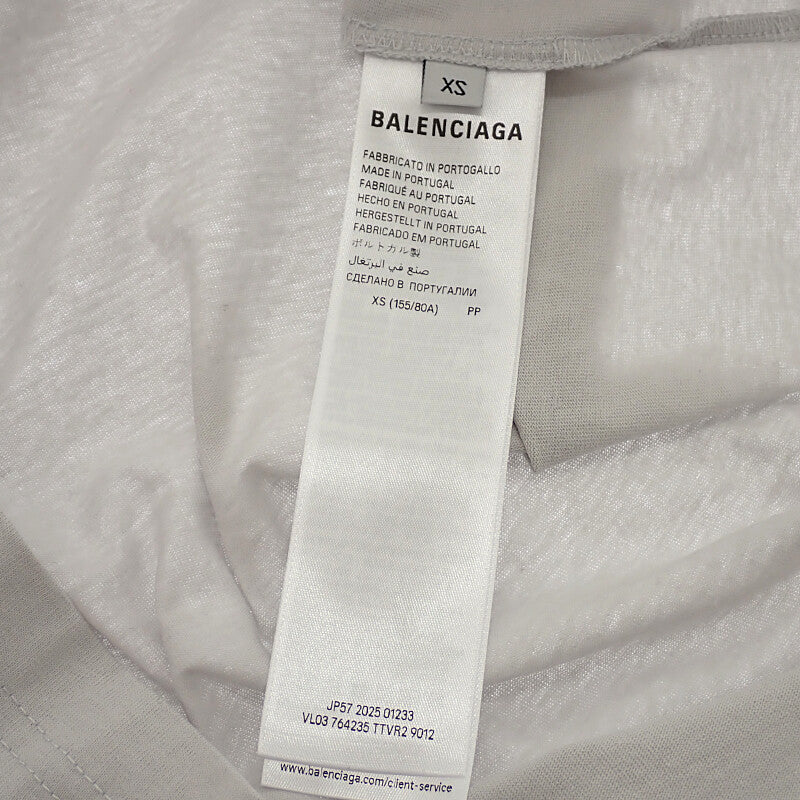 XS
BALENCIAGA
FABBRICATO IN PORTOGALLO
MADE IN PORTUGAL
FABRIQUÉ AU PORTUGAL
HECHO EN PORTUGAL
HERGESTELLT IN PORTUGAL
FABRICADO EM PORTUGAL
ポルトカル製
صنع في البرتغال
СДЕЛАНО В ПОРТУГАЛИИ
XS (155/80A) PP
JP57 2025 01233
VL03 764235 TTVR2 9012
www.balenciaga.com/client-service